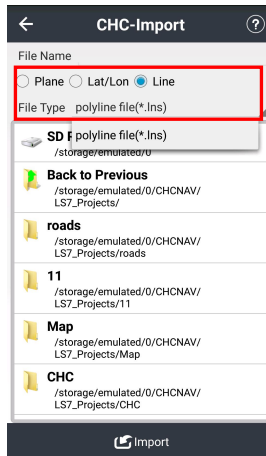 CHC-Import
?
File Name
Plane Lat/Lon Line
File Type polyline file(*.lns)
polyline file(*.lns)
SD
/storage/emulated/0
Back to Previous
/storage/emulated/0/CHCNAV/
LS7_Projects/
roads
/storage/emulated/0/CHCNAV/
LS7_Projects/roads
11
/storage/emulated/0/CHCNAV/
LS7_Projects/11
Map
/storage/emulated/0/CHCNAV/
LS7_Projects/Map
CHC
/storage/emulated/0/CHCNAV/
LS7_Projects/CHC
Import